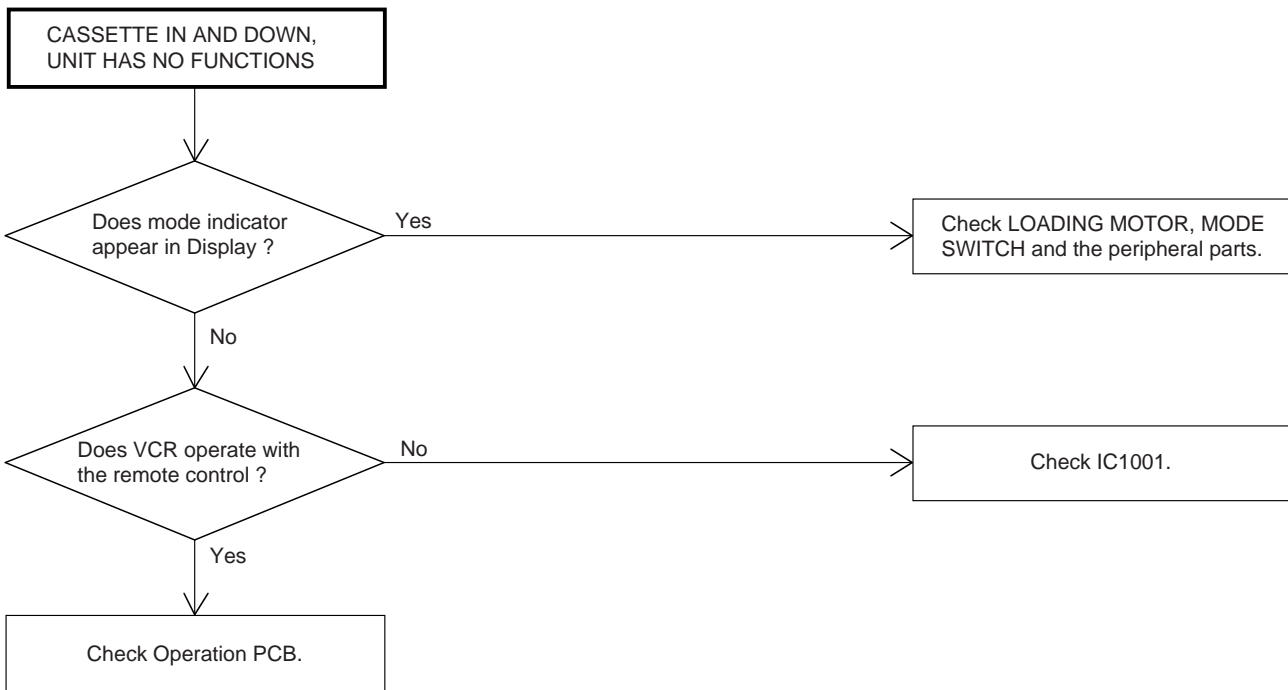 CASSETTE IN AND DOWN,
UNIT HAS NO FUNCTIONS
Does mode indicator
appear in Display ?
Yes
Check LOADING MOTOR, MODE
SWITCH and the peripheral parts.
No
Does VCR operate with
the remote control ?
No
Check IC1001.
Yes
Check Operation PCB.